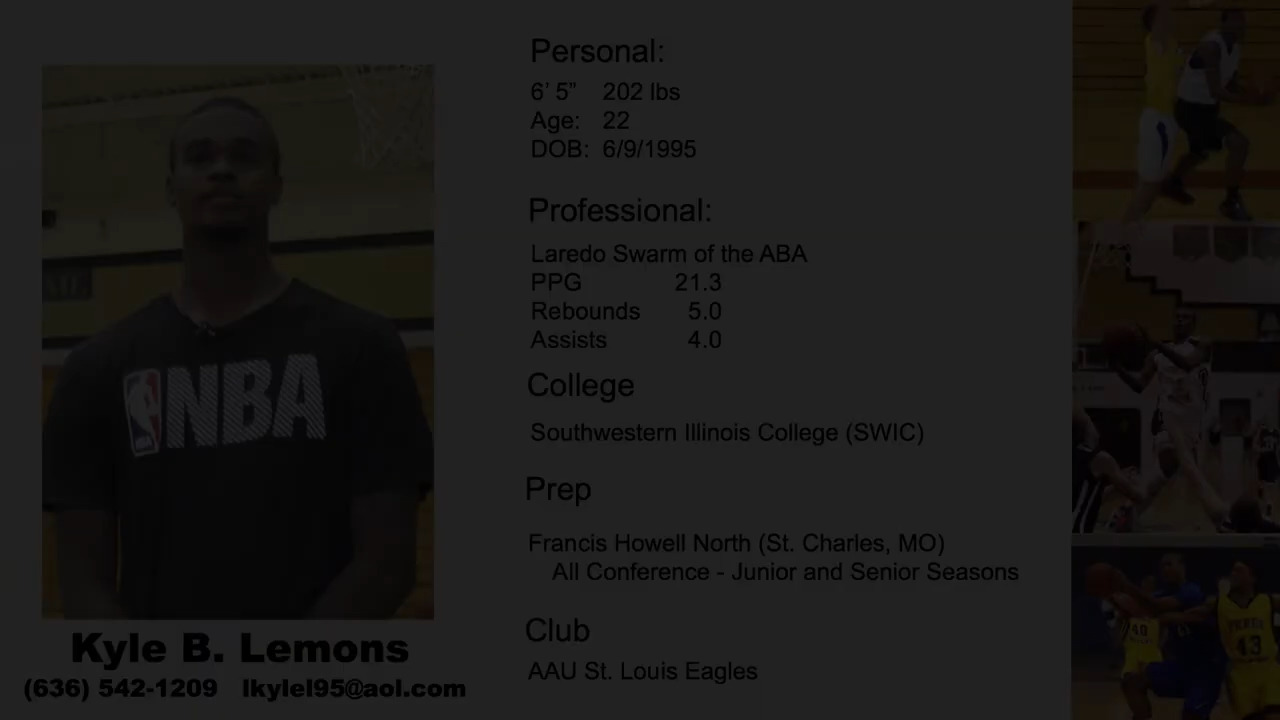 Personal:
6’ 5” 202 lbs
Age: 22
DOB: 6/9/1995
Professional:
Laredo Swarm of the ABA
PPG 21.3
Rebounds 5.0
Assists 4.0
College
Southwestern Illinois College (SWIC)
Prep
Francis Howell North (St. Charles, MO)
All Conference - Junior and Senior Seasons
Club
AAU St. Louis Eagles
NBA
Kyle B. Lemons
(636) 542-1209 lkylel95@aol.com
40
43